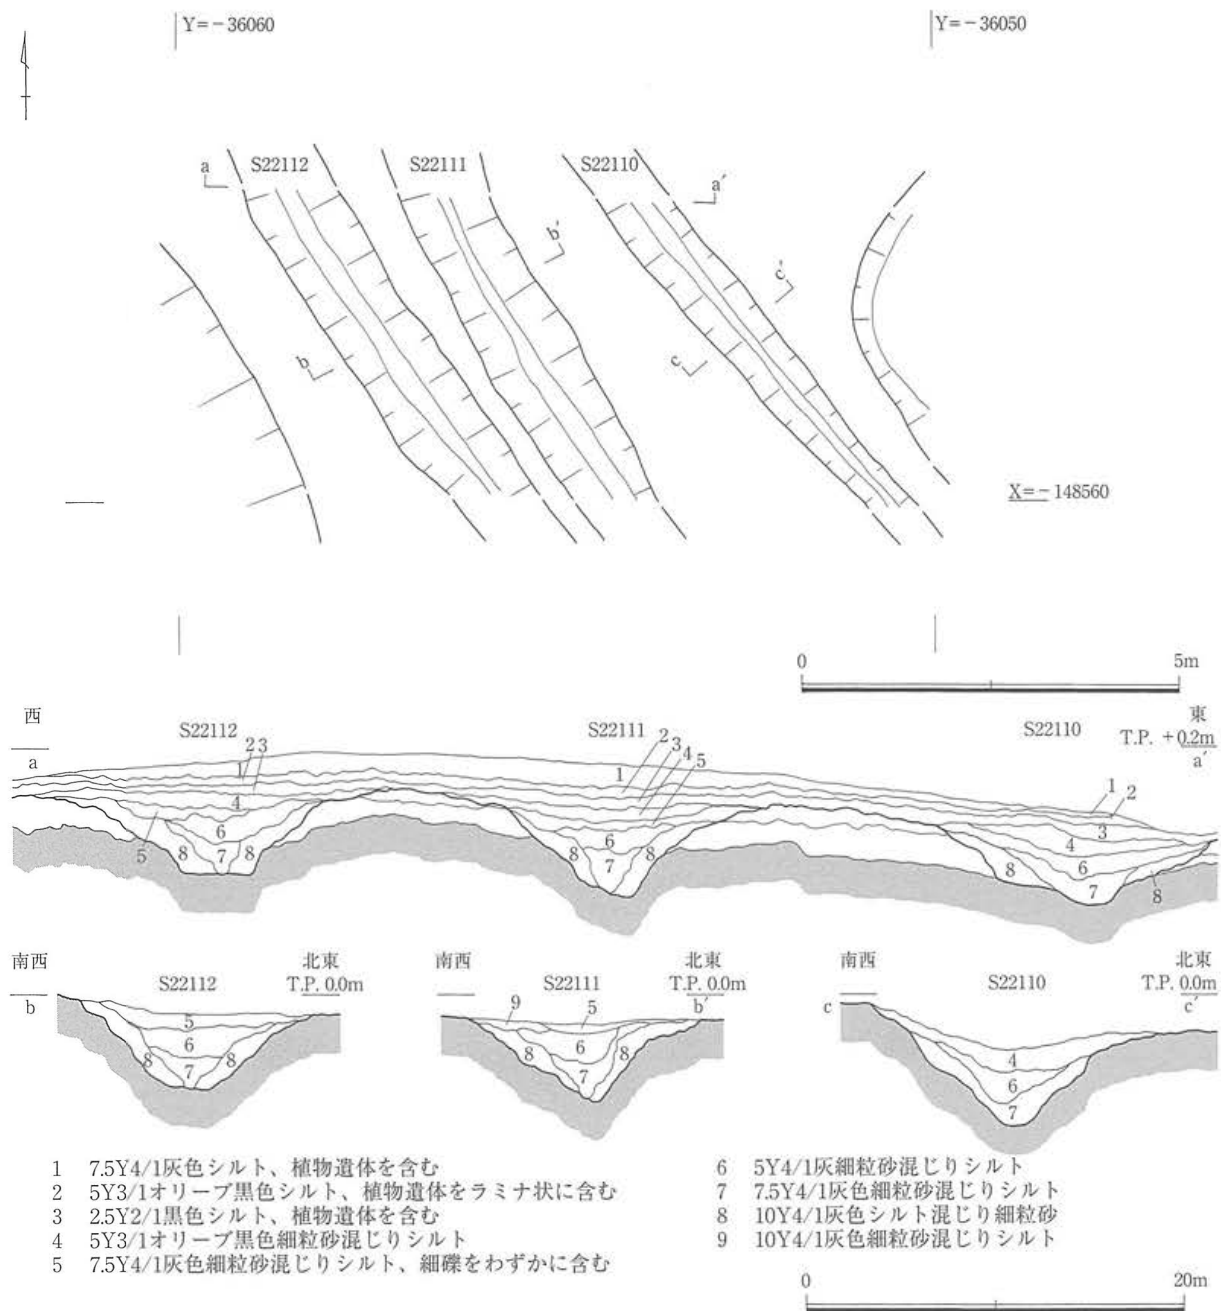 Y=-36060
Y=-36050
a S22112 S22111 S22110 a′
b′
c′
b
c
X=-148560
0 5m
西 S22112 S22111 S22110 東
T.P. +0.2m
a a′
1 2 3 2 3 4 5 1 1 2
4 3
5 6 6 4
8 7 8 8 7 8 8 6 7 8
南西 S22112 北東
T.P. 0.0m
b
5
6
8 7 8
南西 S22111 北東
T.P. 0.0m
b′
9 5
6
8 7 8
南西 S22110 北東
T.P. 0.0m
c c′
4
6
7
1 7.5Y4/1灰色シルト、植物遺体を含む
2 5Y3/1オリーブ黒色シルト、植物遺体をラミナ状に含む
3 2.5Y2/1黒色シルト、植物遺体を含む
4 5Y3/1オリーブ黒色細粒砂混じりシルト
5 7.5Y4/1灰色細粒砂混じりシルト、細礫をわずかに含む
6 5Y4/1灰細粒砂混じりシルト
7 7.5Y4/1灰色細粒砂混じりシルト
8 10Y4/1灰色シルト混じり細粒砂
9 10Y4/1灰色細粒砂混じりシルト
0 20m